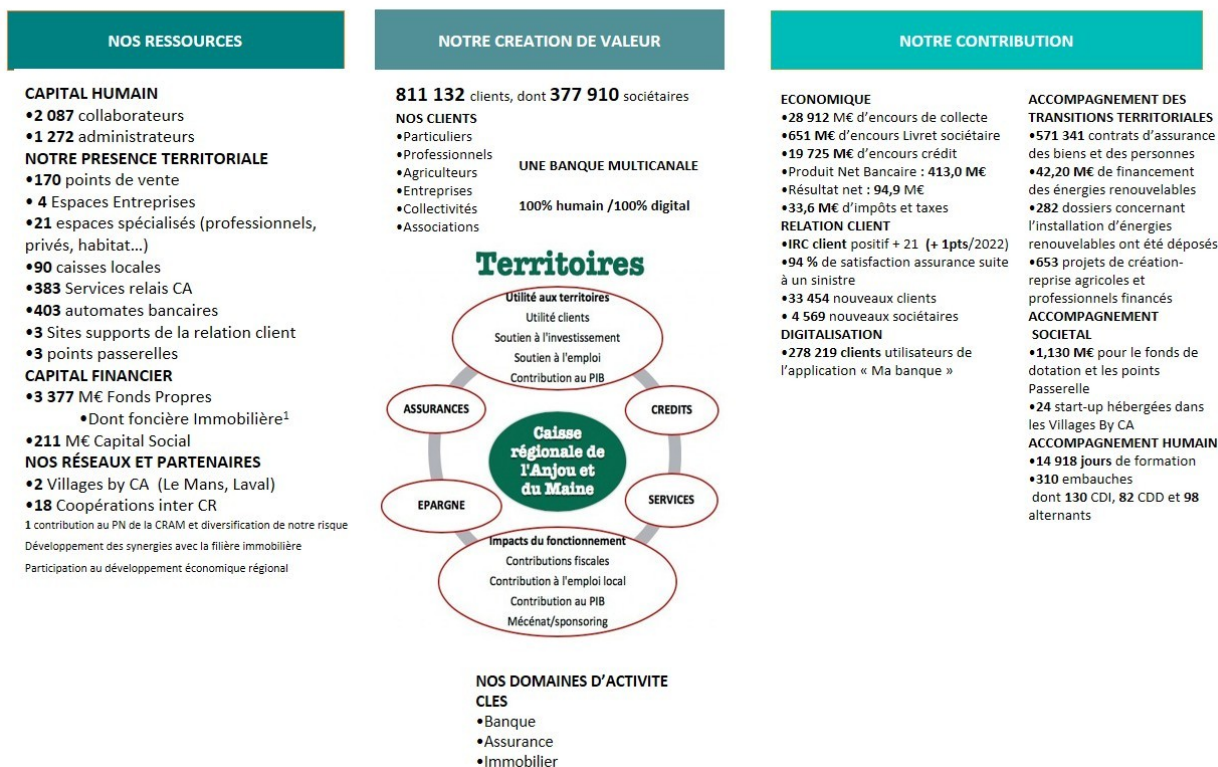 NOS RESSOURCES
CAPITAL HUMAIN
•2 087 collaborateurs
•1 272 administrateurs
NOTRE PRESENCE TERRITORIALE
•170 points de vente
• 4 Espaces Entreprises
•21 espaces spécialisés (professionnels,
privés, habitat…)
•90 caisses locales
•383 Services relais CA
•403 automates bancaires
•3 Sites supports de la relation client
•3 points passerelles
CAPITAL FINANCIER
•3 377 M€ Fonds Propres
•Dont foncière Immobilière1
•211 M€ Capital Social
NOS RÉSEAUX ET PARTENAIRES
•2 Villages by CA (Le Mans, Laval)
•18 Coopérations inter CR
1 contribution au PN de la CRAM et diversification de notre risque
Développement des synergies avec la filière immobilière
Participation au développement économique régional
NOTRE CREATION DE VALEUR
811 132 clients, dont 377 910 sociétaires
NOS CLIENTS
•Particuliers
•Professionnels
•Agriculteurs
•Entreprises
•Collectivités
•Associations
UNE BANQUE MULTICANALE
100% humain /100% digital
Territoires
Utilité aux territoires
Utilité clients
Soutien à l'investissement
Soutien à l'emploi
Contribution au PIB
ASSURANCES
CREDITS
Caisse
régionale de
l'Anjou et
du Maine
EPARGNE
SERVICES
Impacts du fonctionnement
Contributions fiscales
Contribution à l'emploi local
Contribution au PIB
Mécénat/sponsoring
NOS DOMAINES D'ACTIVITE
CLES
•Banque
•Assurance
•Immobilier
NOTRE CONTRIBUTION
ECONOMIQUE
•28 912 M€ d'encours de collecte
•651 M€ d'encours Livret sociétaire
•19 725 M€ d'encours crédit
•Produit Net Bancaire : 413,0 M€
•Résultat net : 94,9 M€
•33,6 M€ d'impôts et taxes
RELATION CLIENT
•IRC client positif + 21 (+ 1pts/2022)
•94 % de satisfaction assurance suite
à un sinistre
•33 454 nouveaux clients
• 4 569 nouveaux sociétaires
DIGITALISATION
•278 219 clients utilisateurs de
l'application « Ma banque »
ACCOMPAGNEMENT DES
TRANSITIONS TERRITORIALES
•571 341 contrats d'assurance
des biens et des personnes
•42,20 M€ de financement
des énergies renouvelables
•282 dossiers concernant
l'installation d'énergies
renouvelables ont été déposés
•653 projets de création-
reprise agricoles et
professionnels financés
ACCOMPAGNEMENT
SOCIETAL
•1,130 M€ pour le fonds de
dotation et les points
Passerelle
•24 start-up hébergées dans
les Villages By CA
ACCOMPAGNEMENT HUMAIN
•14 918 jours de formation
•310 embauches
dont 130 CDI, 82 CDD et 98
alternants